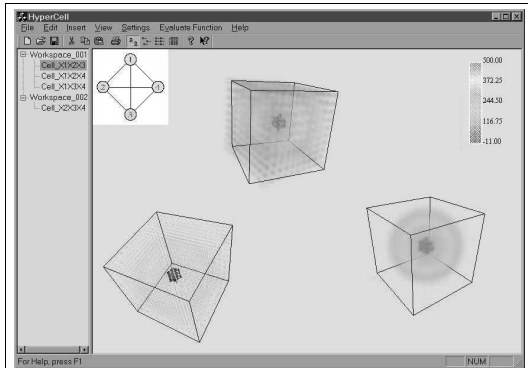 HyperCell
File Edit Insert View Settings Evaluate Function Help
Workspace_001
Cell_X1X2X3
Cell_X1X2X4
Cell_X1X3X4
Workspace_002
Cell_X2X3X4
1
2
4
3
500.00
372.25
244.50
116.75
-11.00
For Help, press F1
NUM